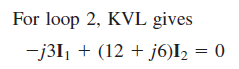 For loop 2, KVL gives
−j3I₁ + (12 + j6)I₂ = 0